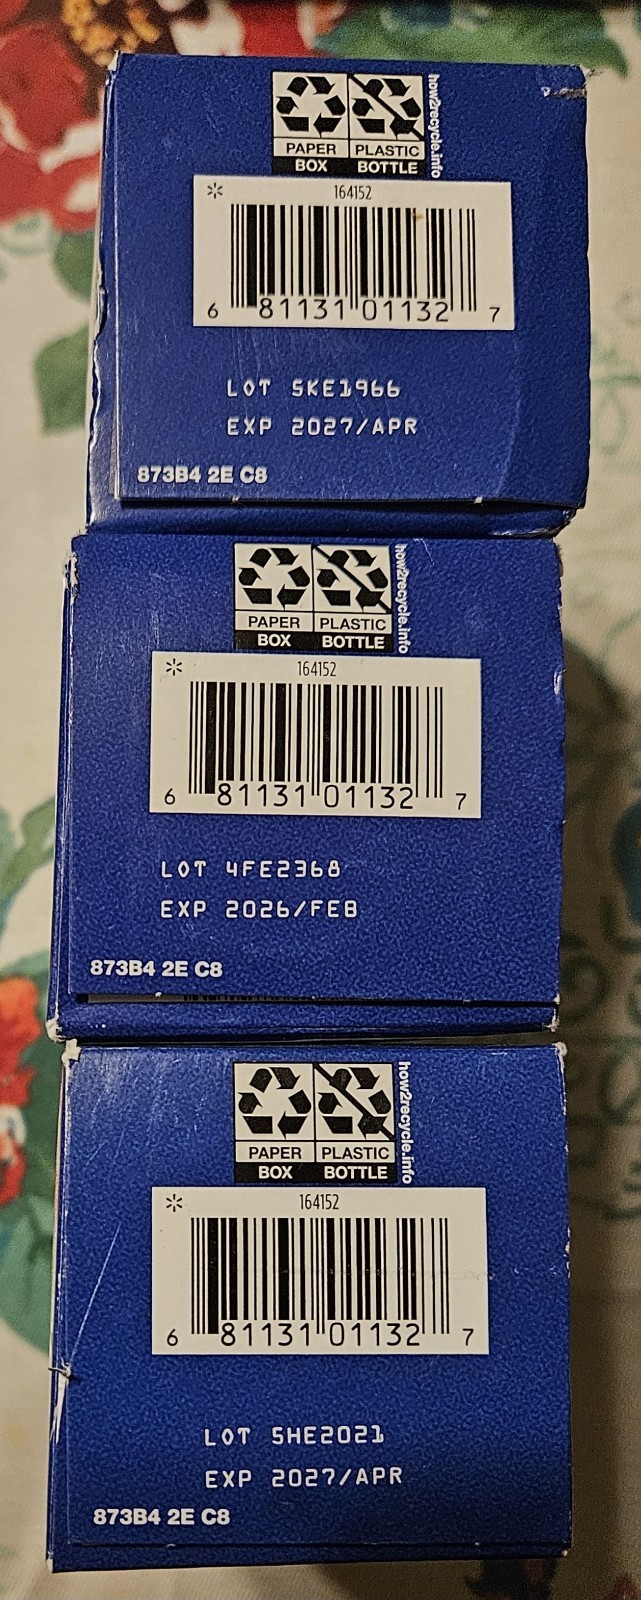 PAPER PLASTIC
BOX BOTTLE
how2recycle.info
164152
6 81131 01132 7
LOT 5KE1966
EXP 2027/APR
873B4 2E C8
PAPER PLASTIC
BOX BOTTLE
how2recycle.info
164152
6 81131 01132 7
LOT 4FE2368
EXP 2026/FEB
873B4 2E C8
PAPER PLASTIC
BOX BOTTLE
how2recycle.info
164152
6 81131 01132 7
LOT 5HE2021
EXP 2027/APR
873B4 2E C8